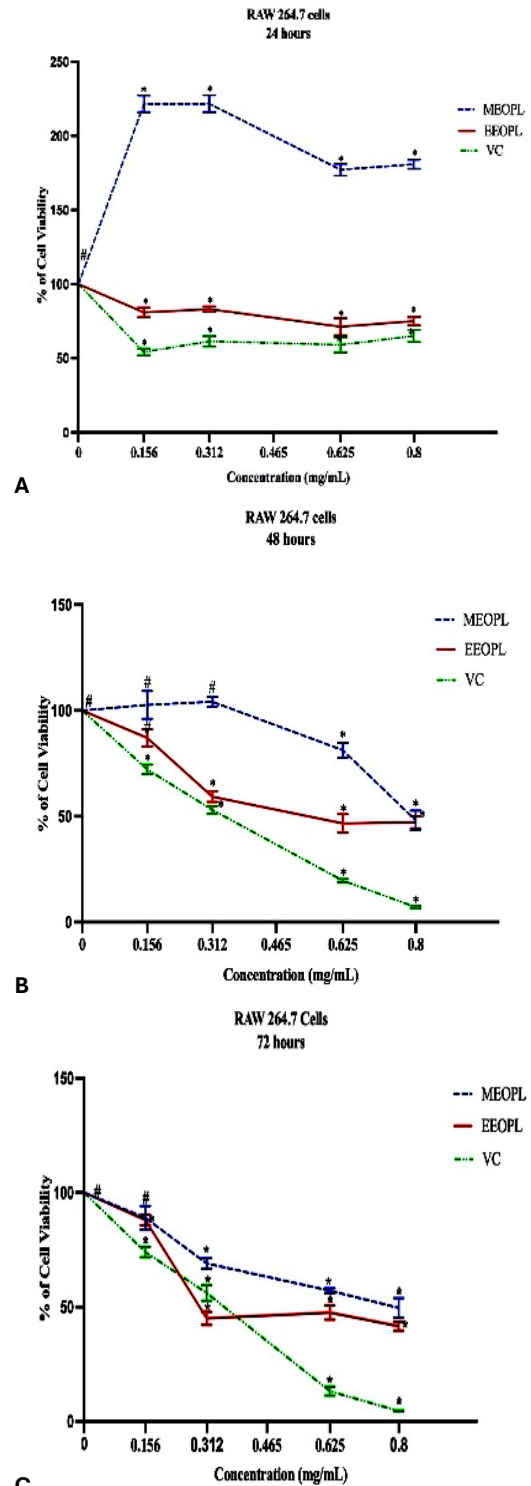 RAW 264.7 cells
24 hours
% of Cell Viability
250
200
150
100
50
0
#
*
*
*
*
*
*
*
*
*
*
*
*
MEOPL
EEOPL
VC
0 0.156 0.312 0.465 0.625 0.8
Concentration (mg/mL)
A
RAW 264.7 cells
48 hours
% of Cell Viability
150
100
50
0
#
#
#
*
*
#
*
*
*
*
*
*
*
MEOPL
EEOPL
VC
0 0.156 0.312 0.465 0.625 0.8
Concentration (mg/mL)
B
RAW 264.7 Cells
72 hours
% of Cell Viability
150
100
50
0
#
#
*
*
*
*
*
*
*
*
*
*
MEOPL
EEOPL
VC
0 0.156 0.312 0.465 0.625 0.8
Concentration (mg/mL)
C